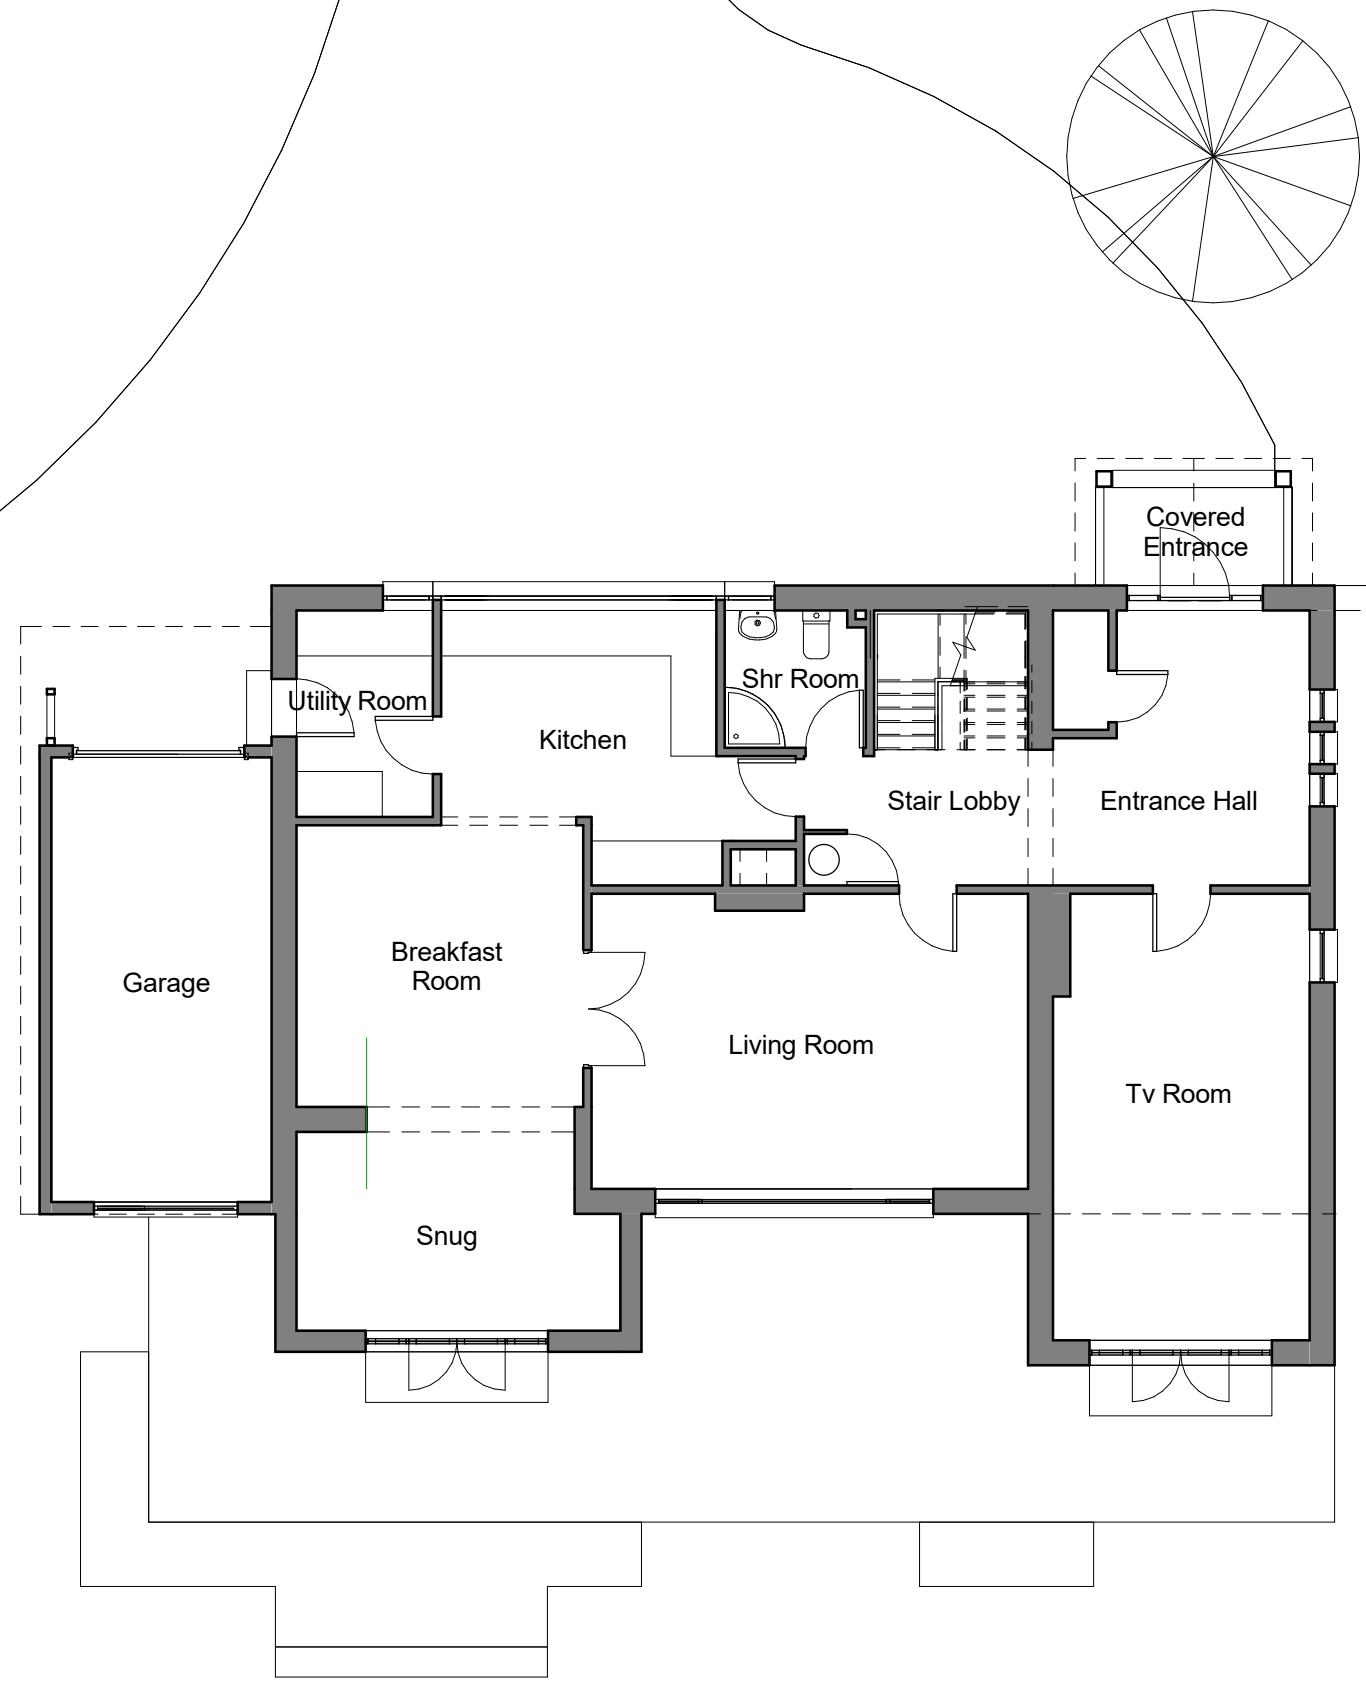 Covered
Entrance
Shr Room
Utility Room
Kitchen
Stair Lobby
Entrance Hall
Breakfast
Room
Garage
Living Room
Tv Room
Snug